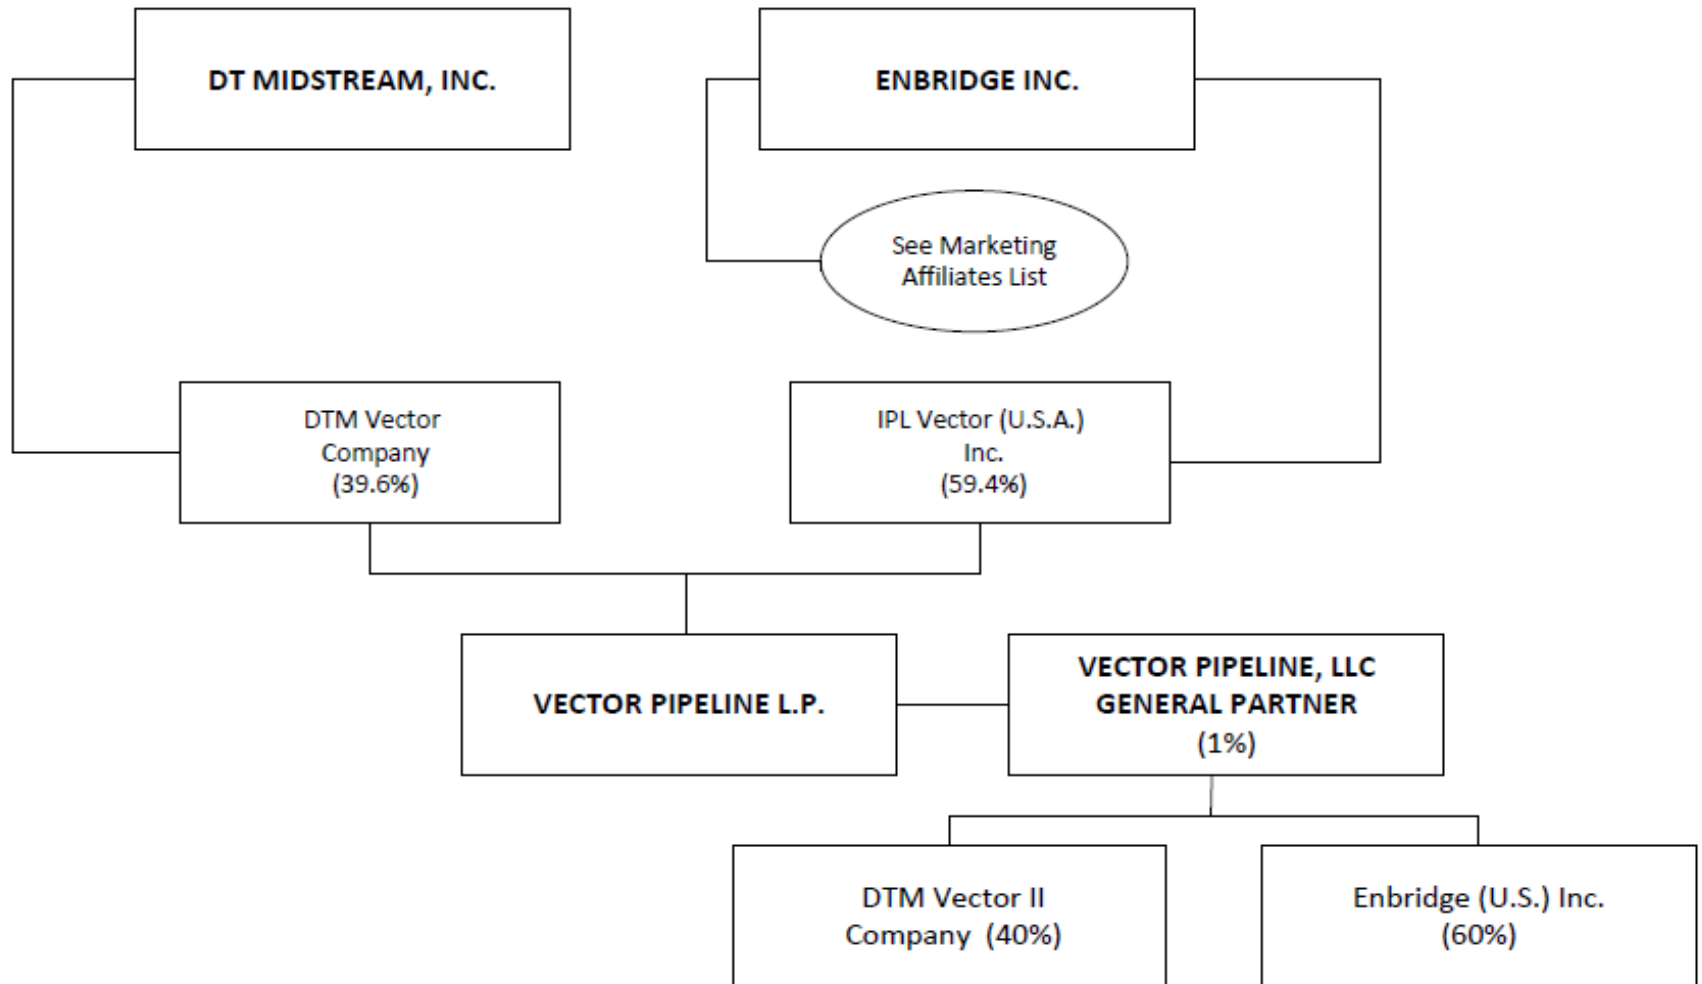 DT MIDSTREAM, INC.
ENBRIDGE INC.
See Marketing
Affiliates List
DTM Vector
Company
(39.6%)
IPL Vector (U.S.A.)
Inc.
(59.4%)
VECTOR PIPELINE L.P.
VECTOR PIPELINE, LLC
GENERAL PARTNER
(1%)
DTM Vector II
Company (40%)
Enbridge (U.S.) Inc.
(60%)